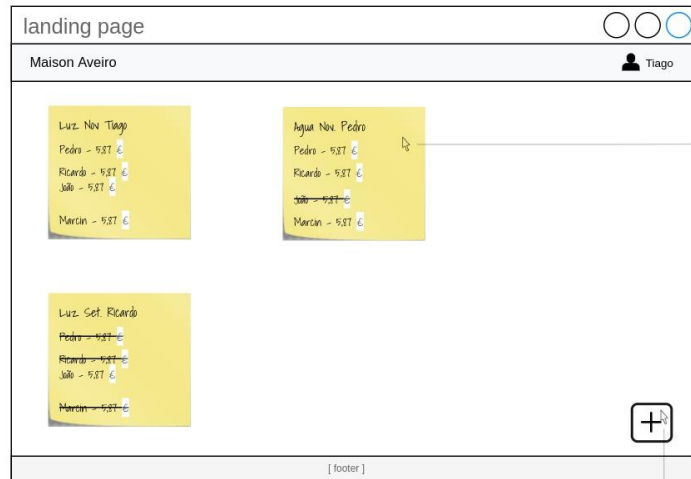 landing page
Maison Aveiro
Tiago
Luz Nov Tiago
Pedro - 5,87 €
Ricardo - 5,87 €
João - 5,87 €
Marcin - 5,87 €
Agua Nov. Pedro
Pedro - 5,87 €
Ricardo - 5,87 €
João - 5,87 €
Marcin - 5,87 €
Luz Set. Ricardo
Pedro - 5,87 €
Ricardo - 5,87 €
João - 5,87 €
Marcin - 5,87 €
[ footer ]